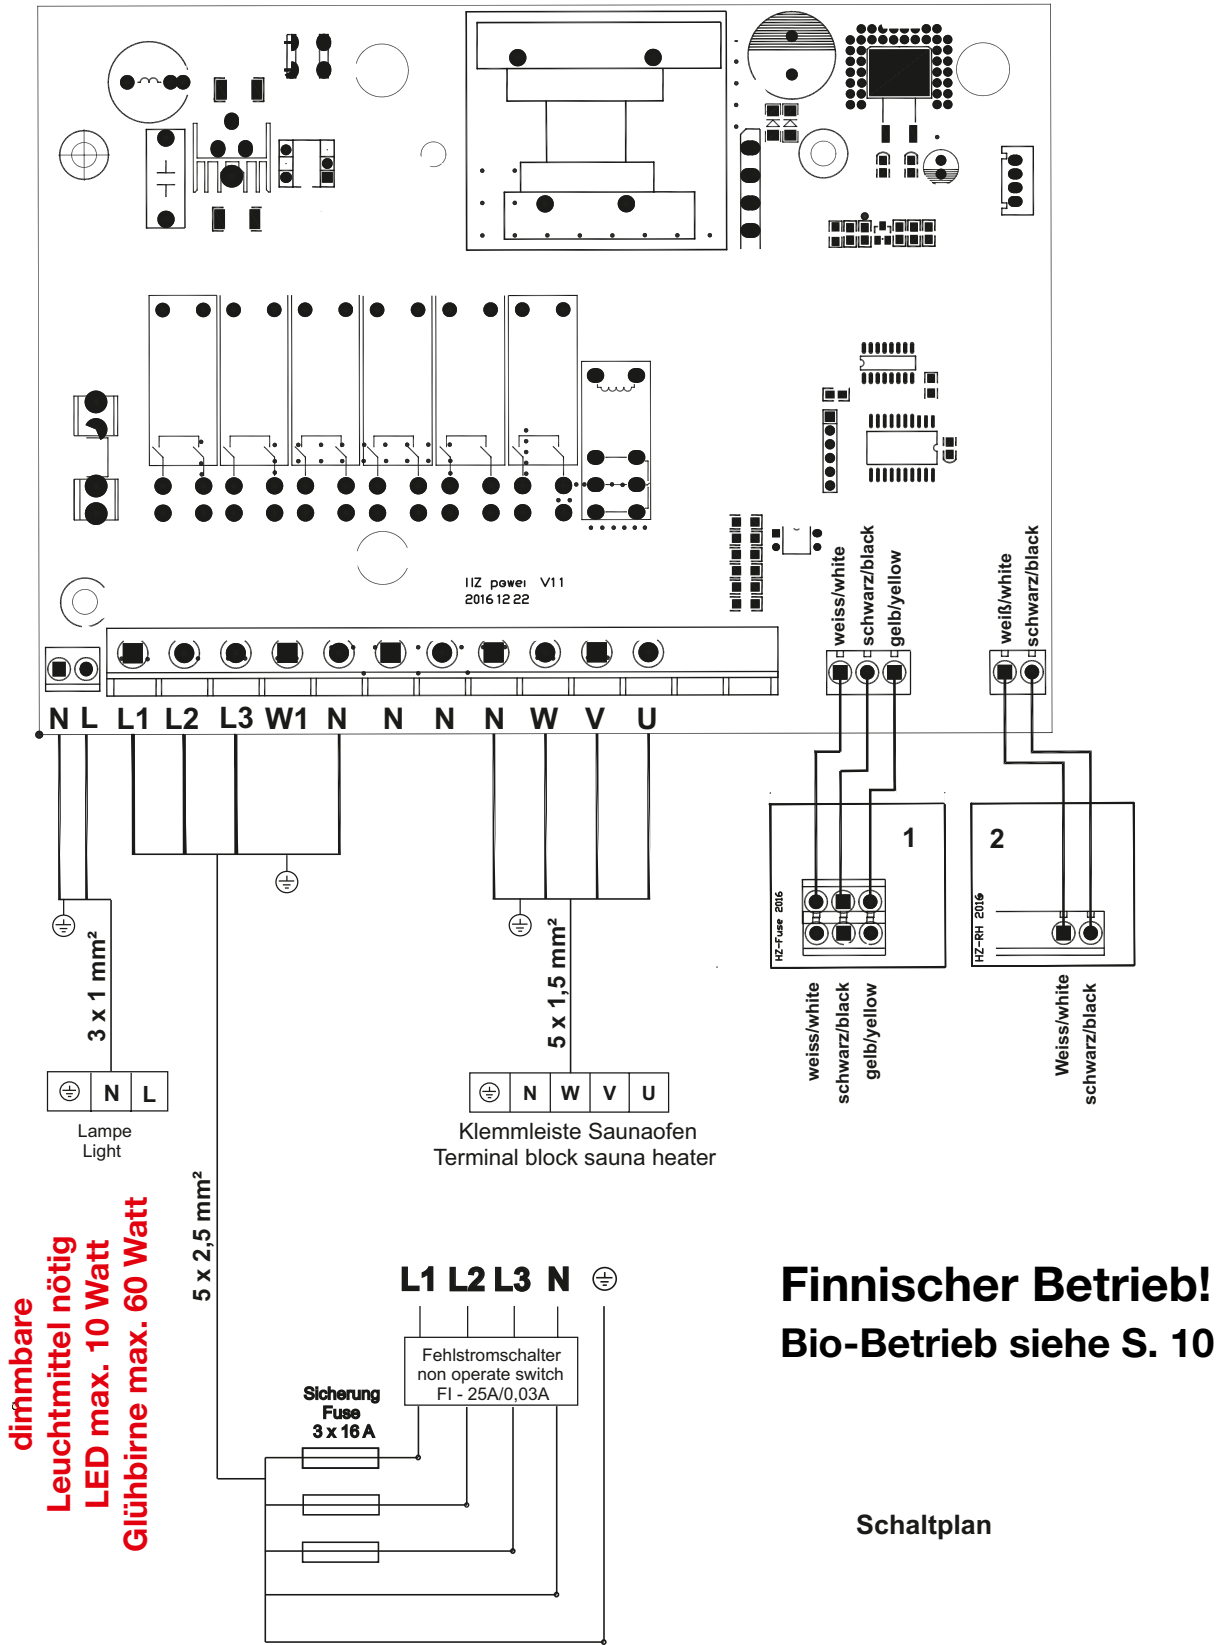 HZ power V1 1
2016 12 22
weiss/white
schwarz/black
gelb/yellow
weiß/white
schwarz/black
N L L1 L2 L3 W1 N N N N W V U
1
HZ-Fuse 2016
2
HZ-RH 2016
weiss/white
schwarz/black
gelb/yellow
Weiss/white
schwarz/black
3 x 1 mm²
5 x 1,5 mm²
N L
Lampe
Light
N W V U
Klemmleiste Saunaofen
Terminal block sauna heater
5 x 2,5 mm²
dimmbare
Leuchtmittel nötig
LED max. 10 Watt
Glühbirne max. 60 Watt
L1 L2 L3 N
Fehlstromschalter
non operate switch
FI - 25A/0,03A
Sicherung
Fuse
3 x 16 A
Finnischer Betrieb!
Bio-Betrieb siehe S. 10
Schaltplan